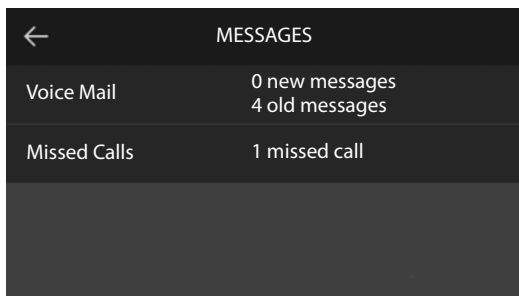 MESSAGES
Voice Mail
0 new messages
4 old messages
Missed Calls
1 missed call